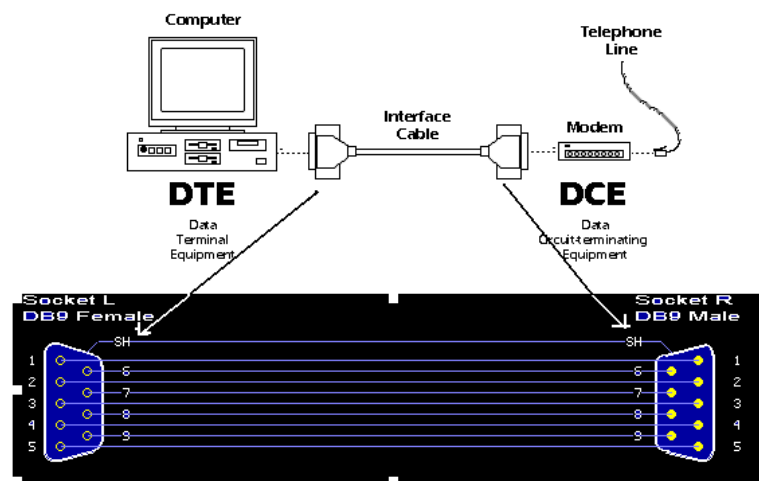 Computer
Telephone
Line
Interface
Cable
Modem
DTE
DCE
Data
Terminal
Equipment
Data
Circuit-terminating
Equipment
Socket L
DB9 Female
Socket R
DB9 Male
SH
SH
1
6
6
1
2
7
7
2
3
8
8
3
4
9
9
4
5
5